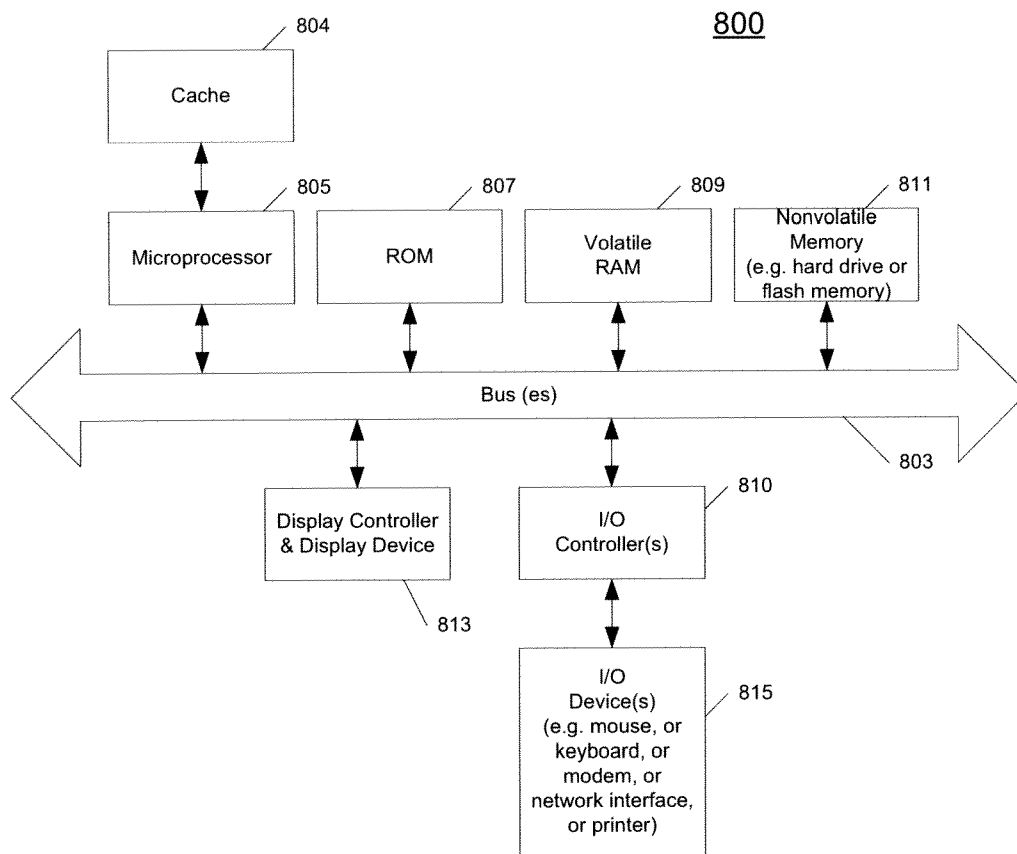 800
804
Cache
805
Microprocessor
807
ROM
809
Volatile
RAM
811
Nonvolatile
Memory
(e.g. hard drive or
flash memory)
Bus (es)
803
Display Controller
& Display Device
813
810
I/O
Controller(s)
815
I/O
Device(s)
(e.g. mouse, or
keyboard, or
modem, or
network interface,
or printer)